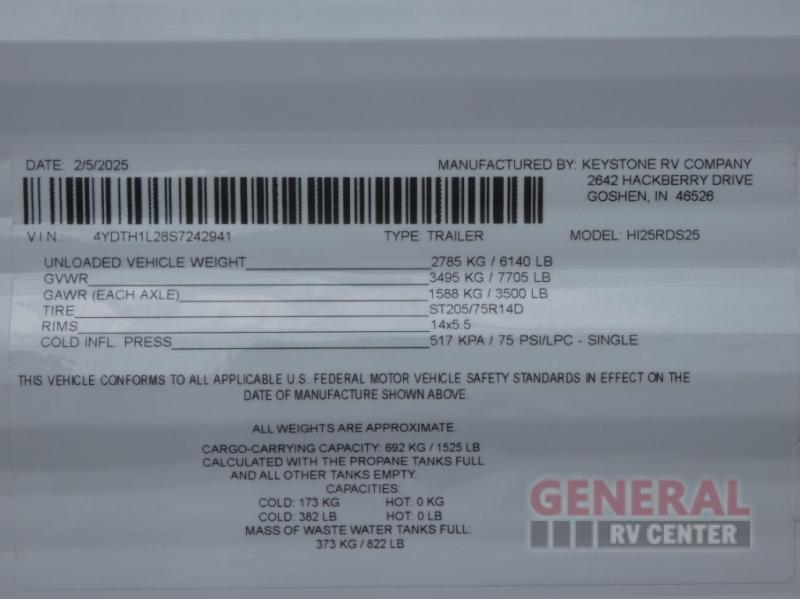 DATE: 2/5/2025
MANUFACTURED BY: KEYSTONE RV COMPANY
2642 HACKBERRY DRIVE
GOSHEN, IN 46526
V I N.: 4YDTH1L28S7242941 TYPE: TRAILER MODEL: HI25RDS25
UNLOADED VEHICLE WEIGHT 2785 KG / 6140 LB
GVWR 3495 KG / 7705 LB
GAWR (EACH AXLE) 1588 KG / 3500 LB
TIRE ST205/75R14D
RIMS 14x5.5
COLD INFL. PRESS 517 KPA / 75 PSI/LPC - SINGLE
THIS VEHICLE CONFORMS TO ALL APPLICABLE U.S. FEDERAL MOTOR VEHICLE SAFETY STANDARDS IN EFFECT ON THE
DATE OF MANUFACTURE SHOWN ABOVE.
ALL WEIGHTS ARE APPROXIMATE.
CARGO-CARRYING CAPACITY: 692 KG / 1525 LB
CALCULATED WITH THE PROPANE TANKS FULL
AND ALL OTHER TANKS EMPTY.
CAPACITIES:
COLD: 173 KG HOT: 0 KG
COLD: 382 LB HOT: 0 LB
MASS OF WASTE WATER TANKS FULL:
373 KG / 822 LB
GENERAL
RV CENTER